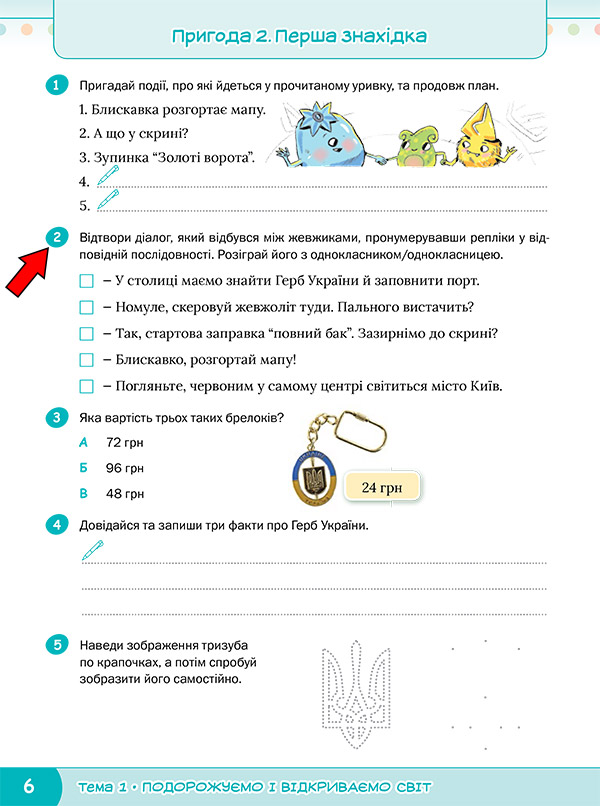 Пригода 2. Перша знахідка
1 Пригадай події, про які йдеться у прочитаному уривку, та продовж план.
1. Блискавка розгортає мапу.
2. А що у скрині?
3. Зупинка “Золоті ворота”.
4.
5.
2 Відтвори діалог, який відбувся між жевжиками, пронумерувавши репліки у від-
повідній послідовності. Розіграй його з однокласником/однокласницею.
– У столиці маємо знайти Герб України й заповнити порт.
– Номуле, скеровуй жевжоліт туди. Пального вистачить?
– Так, стартова заправка “повний бак”. Зазирнімо до скрині?
– Блискавко, розгортай мапу!
– Погляньте, червоним у самому центрі світиться місто Київ.
3 Яка вартість трьох таких брелоків?
А 72 грн
Б 96 грн
В 48 грн
24 грн
4 Довідайся та запиши три факти про Герб України.
5 Наведи зображення тризуба
по крапочках, а потім спробуй
зобразити його самостійно.
6 Тема 1 • ПОДОРОЖУЄМО І ВІДКРИВАЄМО СВІТ